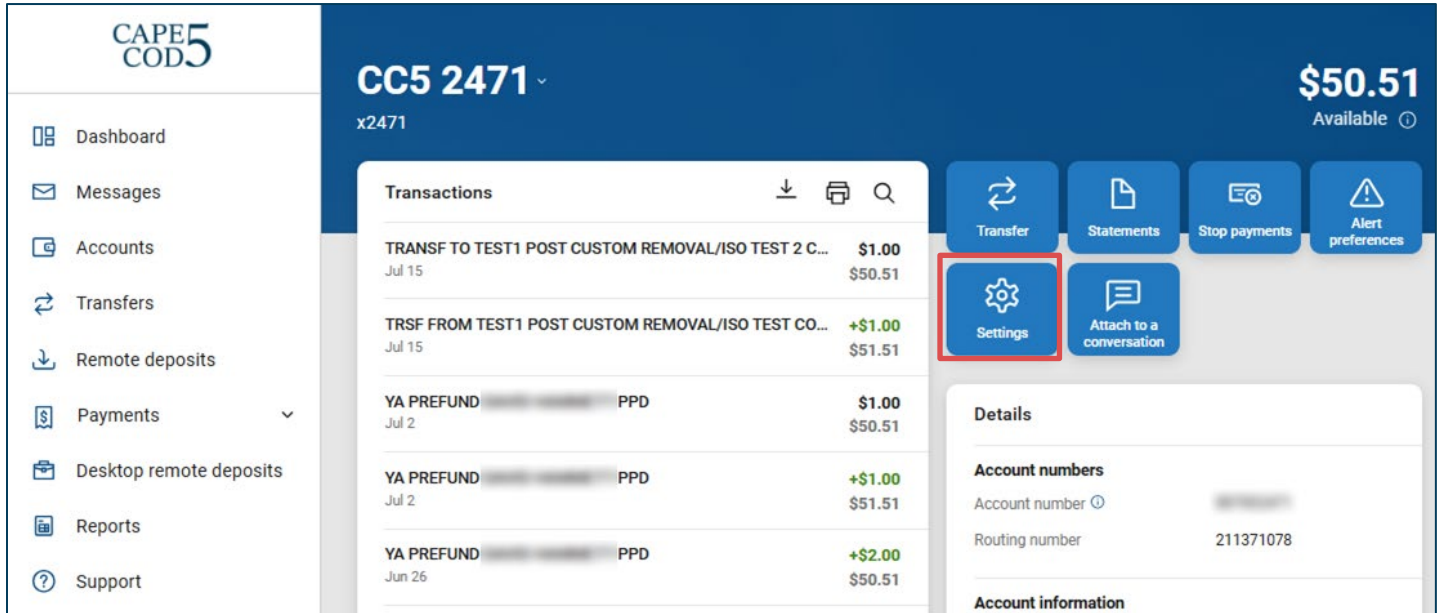 CAPE
COD 5
Dashboard
Messages
Accounts
Transfers
Remote deposits
Payments
Desktop remote deposits
Reports
Support
CC5 2471
x2471
$50.51
Available
Transactions
TRANSF TO TEST1 POST CUSTOM REMOVAL/ISO TEST 2 C... $1.00
Jul 15 $50.51
TRSF FROM TEST1 POST CUSTOM REMOVAL/ISO TEST CO... +$1.00
Jul 15 $51.51
YA PREFUND PPD $1.00
Jul 2 $50.51
YA PREFUND PPD +$1.00
Jul 2 $51.51
YA PREFUND PPD +$2.00
Jun 26 $50.51
Transfer
Statements
Stop payments
Alert
preferences
Settings
Attach to a
conversation
Details
Account numbers
Account number
Routing number 211371078
Account information